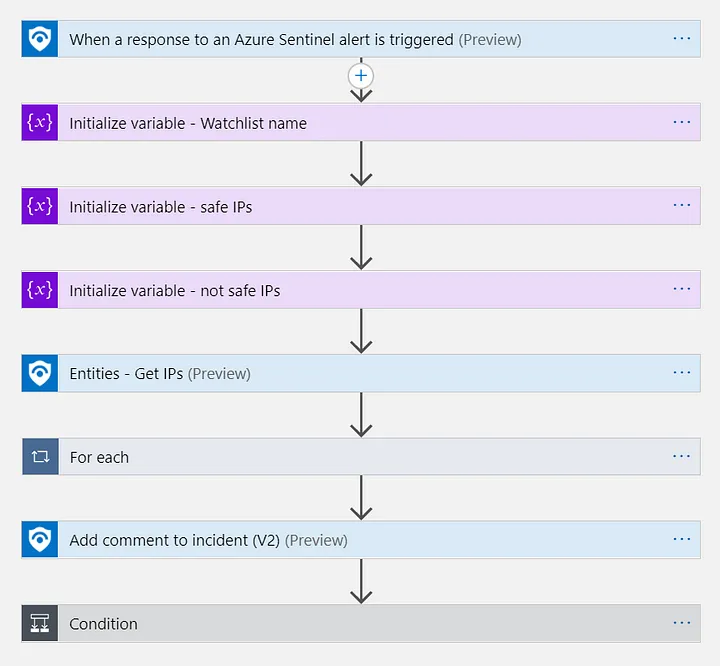 When a response to an Azure Sentinel alert is triggered (Preview)
{x} Initialize variable - Watchlist name
{x} Initialize variable - safe IPs
{x} Initialize variable - not safe IPs
Entities - Get IPs (Preview)
For each
Add comment to incident (V2) (Preview)
Condition